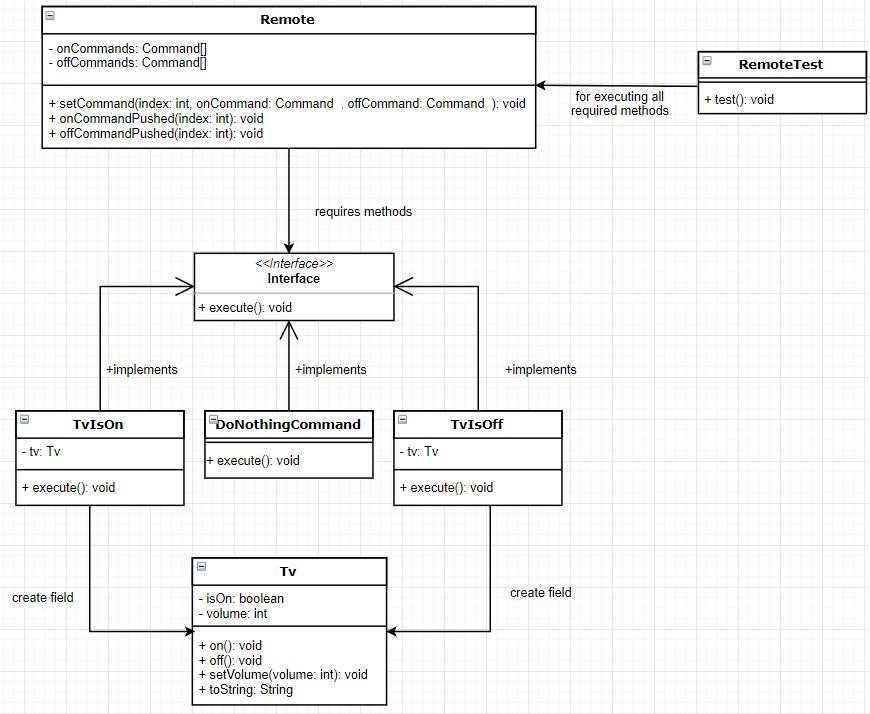 Remote
- onCommands: Command[]
- offCommands: Command[]
+ setCommand(index: int, onCommand: Command , offCommand: Command ): void
+ onCommandPushed(index: int): void
+ offCommandPushed(index: int): void
RemoteTest
+ test(): void
for executing all
required methods
requires methods
<<Interface>>
Interface
+ execute(): void
+implements
+implements
+implements
TvIsOn
- tv: Tv
+ execute(): void
DoNothingCommand
+ execute(): void
TvIsOff
- tv: Tv
+ execute(): void
create field
create field
Tv
- isOn: boolean
- volume: int
+ on(): void
+ off(): void
+ setVolume(volume: int): void
+ toString: String